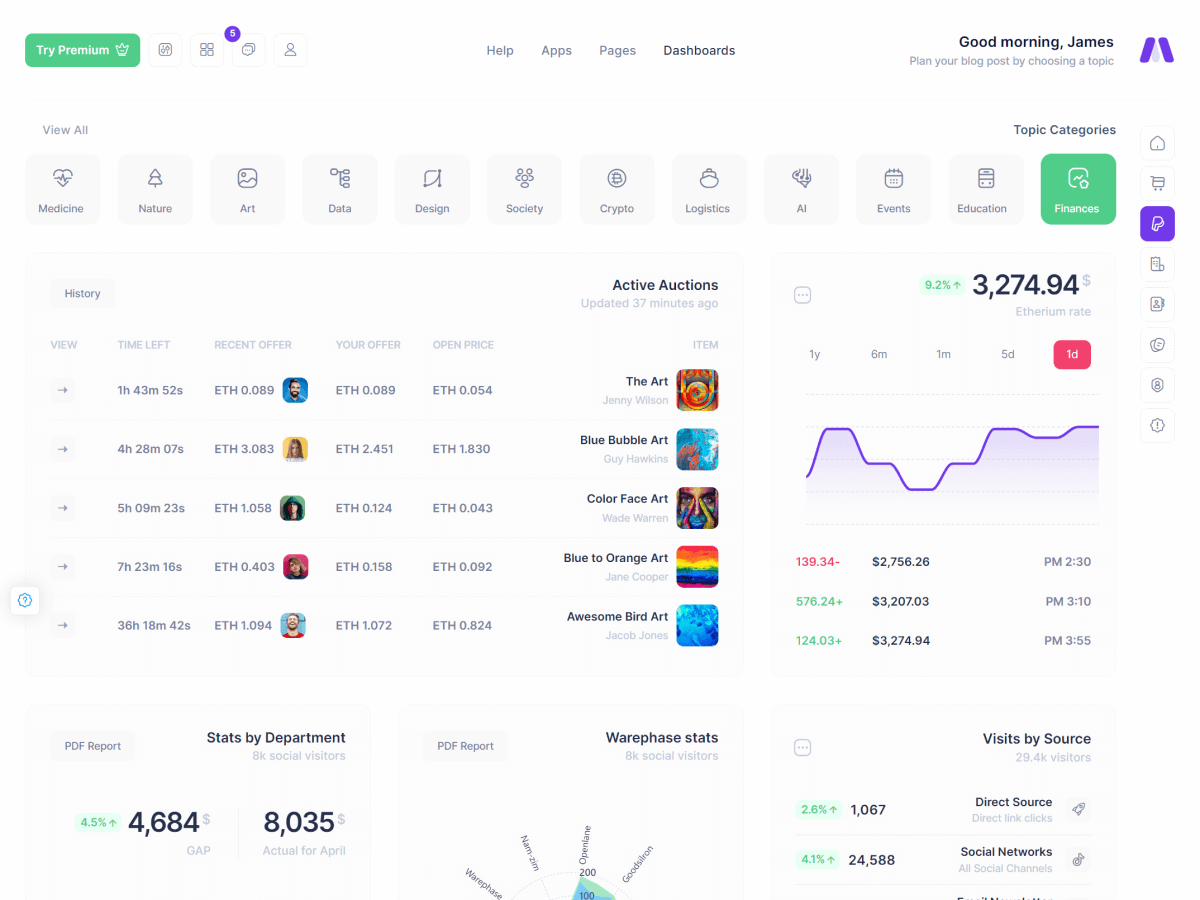 Try Premium
5
Help Apps Pages Dashboards
Good morning, James
Plan your blog post by choosing a topic
View All
Topic Categories
Medicine Nature Art Data Design Society Crypto Logistics AI Events Education Finances
History
Active Auctions
Updated 37 minutes ago
VIEW TIME LEFT RECENT OFFER YOUR OFFER OPEN PRICE ITEM
1h 43m 52s ETH 0.089 ETH 0.089 ETH 0.054 The Art
Jenny Wilson
4h 28m 07s ETH 3.083 ETH 2.451 ETH 1.830 Blue Bubble Art
Guy Hawkins
5h 09m 23s ETH 1.058 ETH 0.124 ETH 0.043 Color Face Art
Wade Warren
7h 23m 16s ETH 0.403 ETH 0.158 ETH 0.092 Blue to Orange Art
Jane Cooper
36h 18m 42s ETH 1.094 ETH 1.072 ETH 0.824 Awesome Bird Art
Jacob Jones
9.2% 3,274.94 $
Etherium rate
1y 6m 1m 5d 1d
139.34- $2,756.26 PM 2:30
576.24+ $3,207.03 PM 3:10
124.03+ $3,274.94 PM 3:55
PDF Report
Stats by Department
8k social visitors
4.5% 4,684 $
GAP
8,035 $
Actual for April
PDF Report
Warephase stats
8k social visitors
Warephase
Nam-zim
Openlane
Goodsilron
200
100
Visits by Source
29.4k visitors
2.6% 1,067 Direct Source
Direct link clicks
4.1% 24,588 Social Networks
All Social Channels